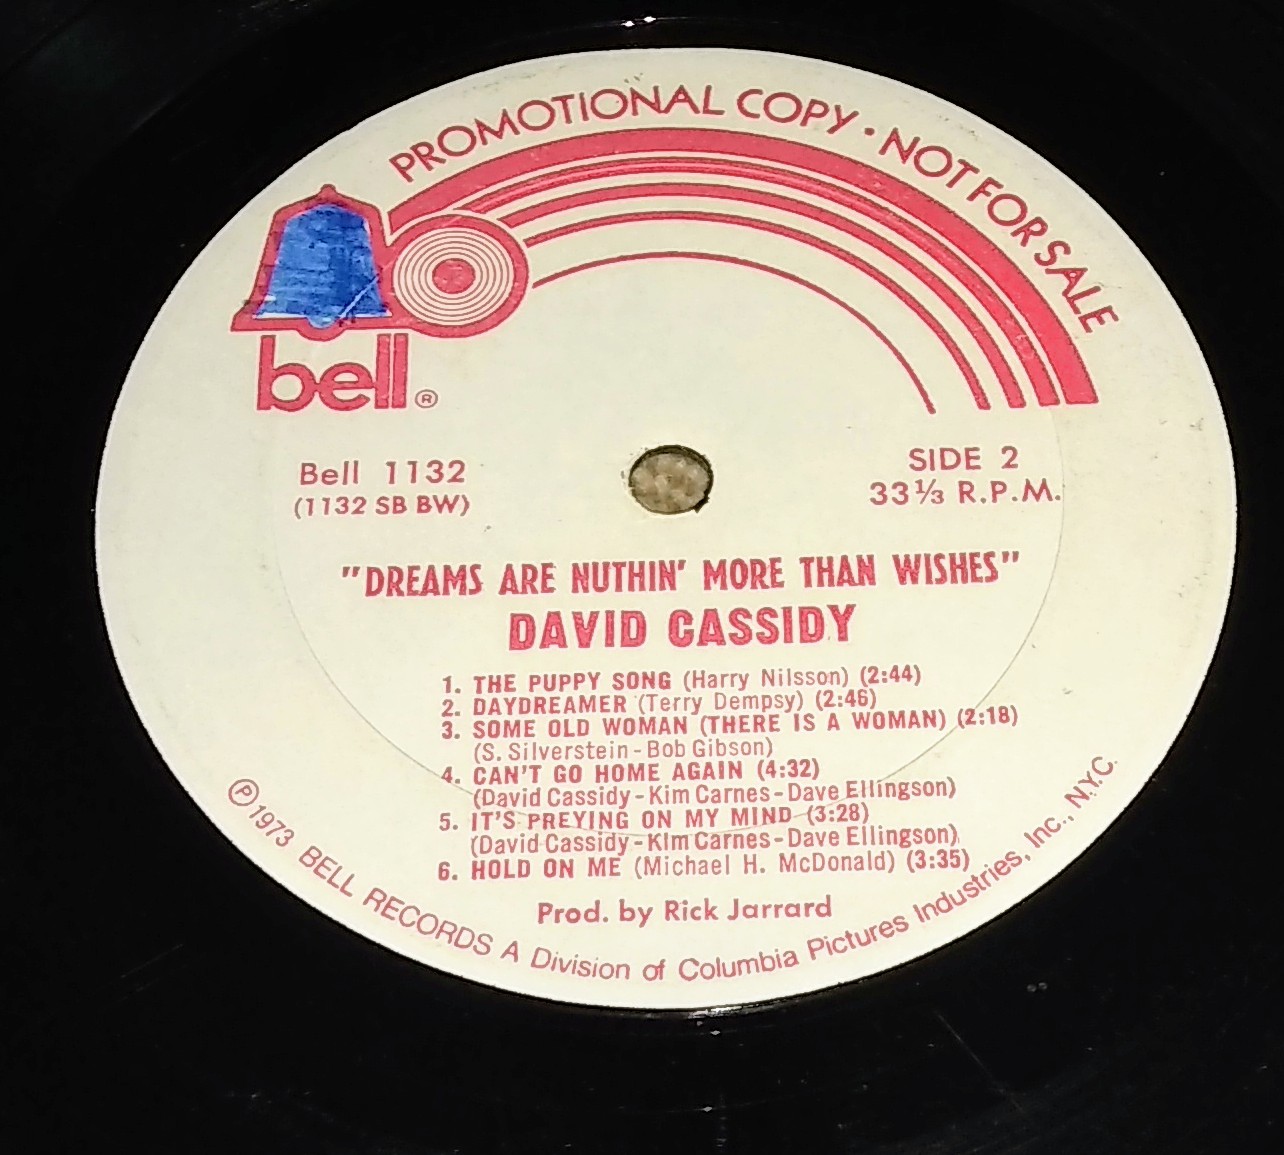 PROMOTIONAL COPY · NOT FOR SALE
bell®
Bell 1132
(1132 SB BW)
SIDE 2
33⅓ R.P.M.
"DREAMS ARE NUTHIN' MORE THAN WISHES"
DAVID CASSIDY
1. THE PUPPY SONG (Harry Nilsson) (2:44)
2. DAYDREAMER (Terry Dempsy) (2:46)
3. SOME OLD WOMAN (THERE IS A WOMAN) (2:18)
(S. Silverstein-Bob Gibson)
4. CAN'T GO HOME AGAIN (4:32)
(David Cassidy-Kim Carnes-Dave Ellingson)
5. IT'S PREYING ON MY MIND (3:28)
(David Cassidy-Kim Carnes-Dave Ellingson)
6. HOLD ON ME (Michael H. McDonald) (3:35)
Prod. by Rick Jarrard
℗1973 BELL RECORDS A Division of Columbia Pictures Industries, Inc., N.Y.C.